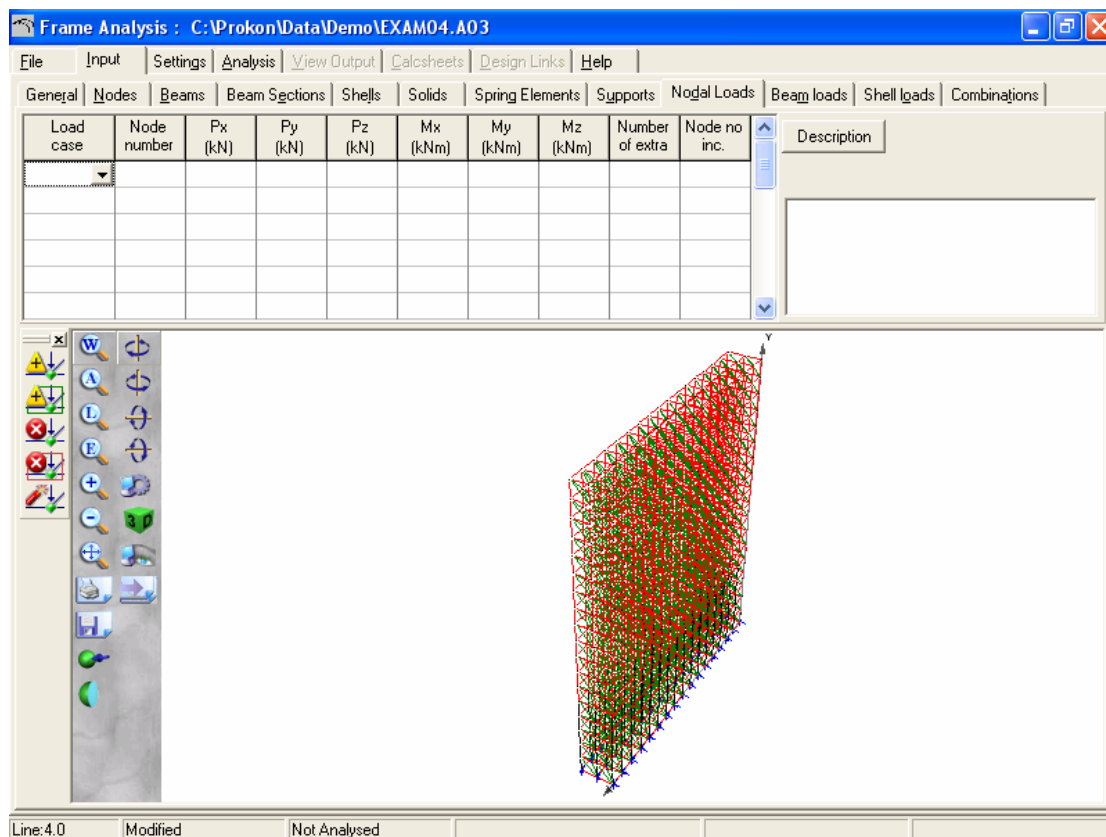 Frame Analysis : C:\Prokon\Data\Demo\EXAM04.A03
File Input Settings Analysis View Output Calcsheets Design Links Help
General Nodes Beams Beam Sections Shells Solids Spring Elements Supports Nodal Loads Beam loads Shell loads Combinations
Load case Node number Px (kN) Py (kN) Pz (kN) Mx (kNm) My (kNm) Mz (kNm) Number of extra Node no inc.
Description
W
A
L
E
3D
Y
Line:4.0 Modified Not Analysed